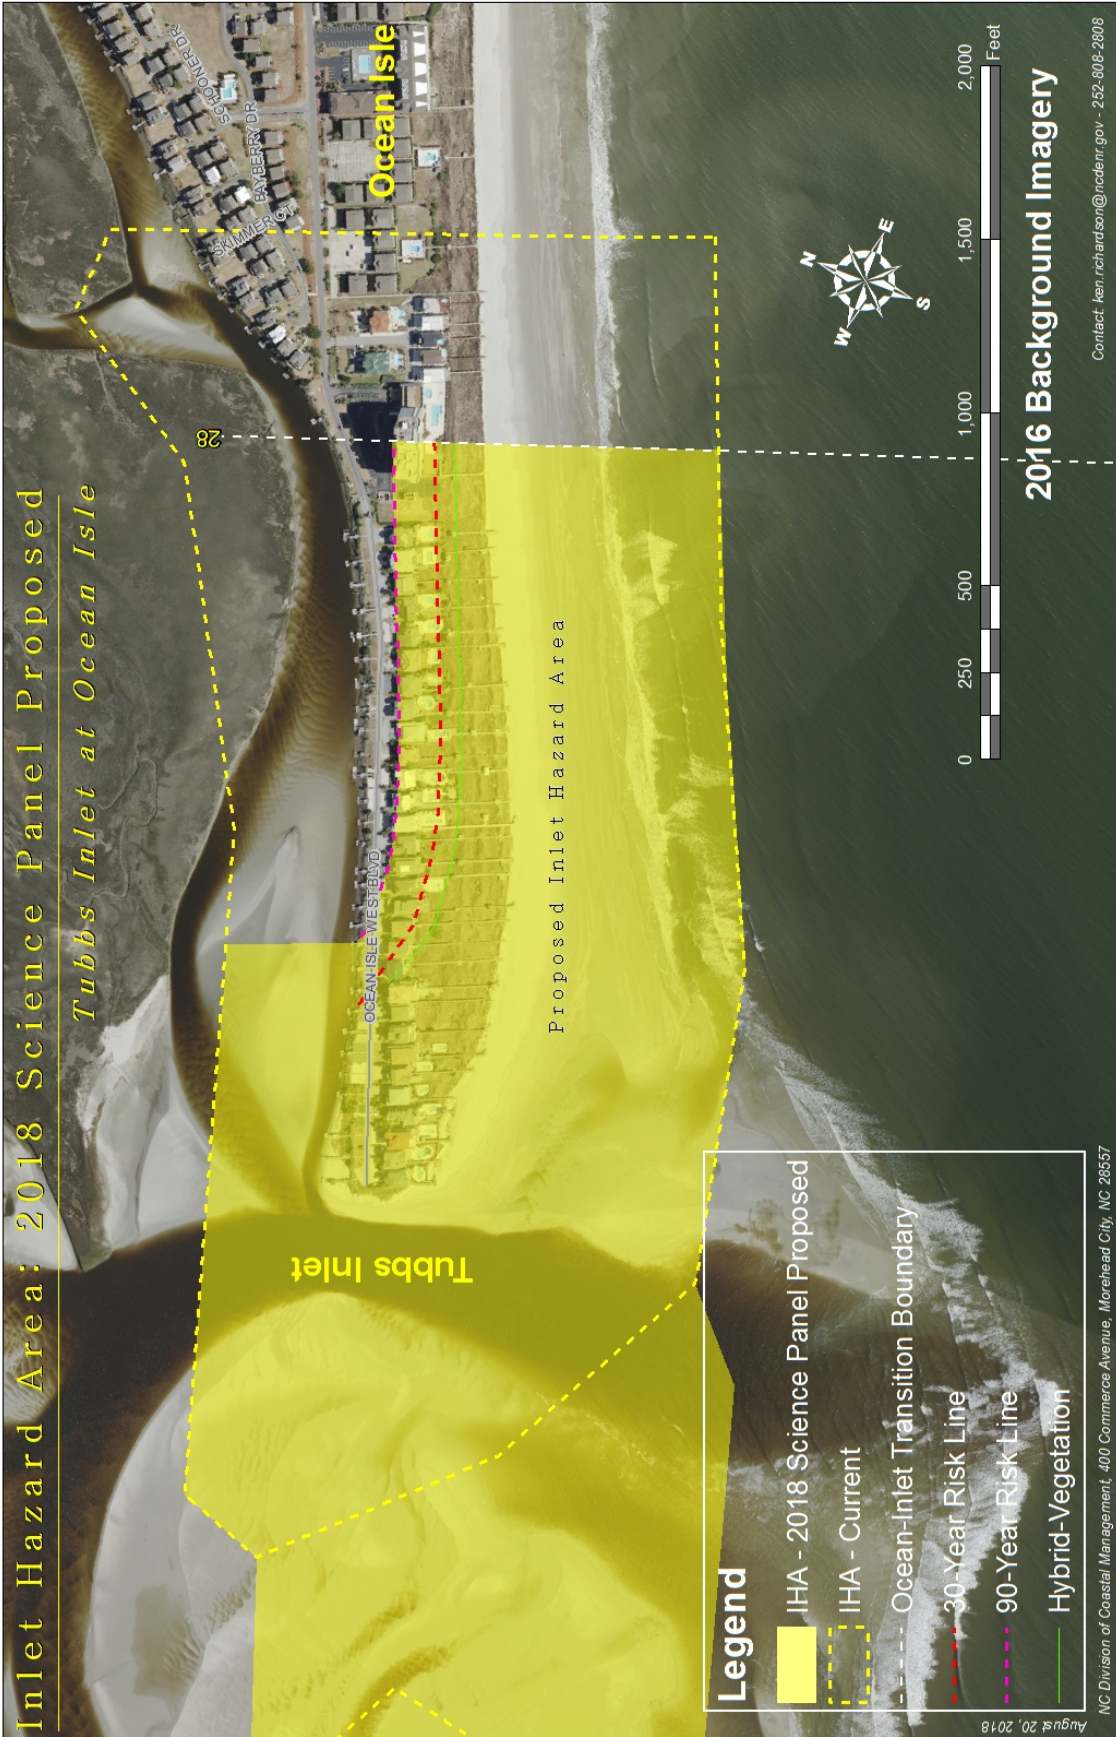 Inlet Hazard Area: 2018 Science Panel Proposed
Tubbs Inlet at Ocean Isle
SCHOONER DR
BAYBERRY DR
SKIMMER CT
Ocean Isle
28
OCEAN ISLE WEST BLVD
Tubbs Inlet
Proposed Inlet Hazard Area
N
E
S
W
Legend
IHA - 2018 Science Panel Proposed
IHA - Current
Ocean-Inlet Transition Boundary
30-Year Risk Line
90-Year Risk Line
Hybrid-Vegetation
0 250 500 1,000 1,500 2,000
Feet
2016 Background Imagery
August 20, 2018
NC Division of Coastal Management, 400 Commerce Avenue, Morehead City, NC 28557
Contact: ken.richardson@ncdenr.gov - 252-808-2808